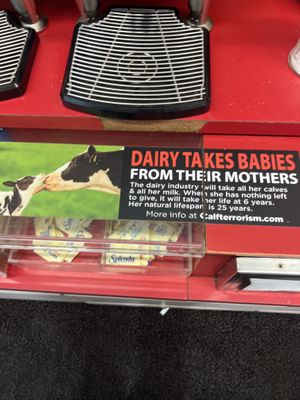 DAIRY TAKES BABIES
FROM THEIR MOTHERS
The dairy industry will take all her calves
& all her milk. When she has nothing left
to give, it will take her life at 6 years.
Her natural lifespan is 25 years.
More info at Calfterrorism.com
Splenda